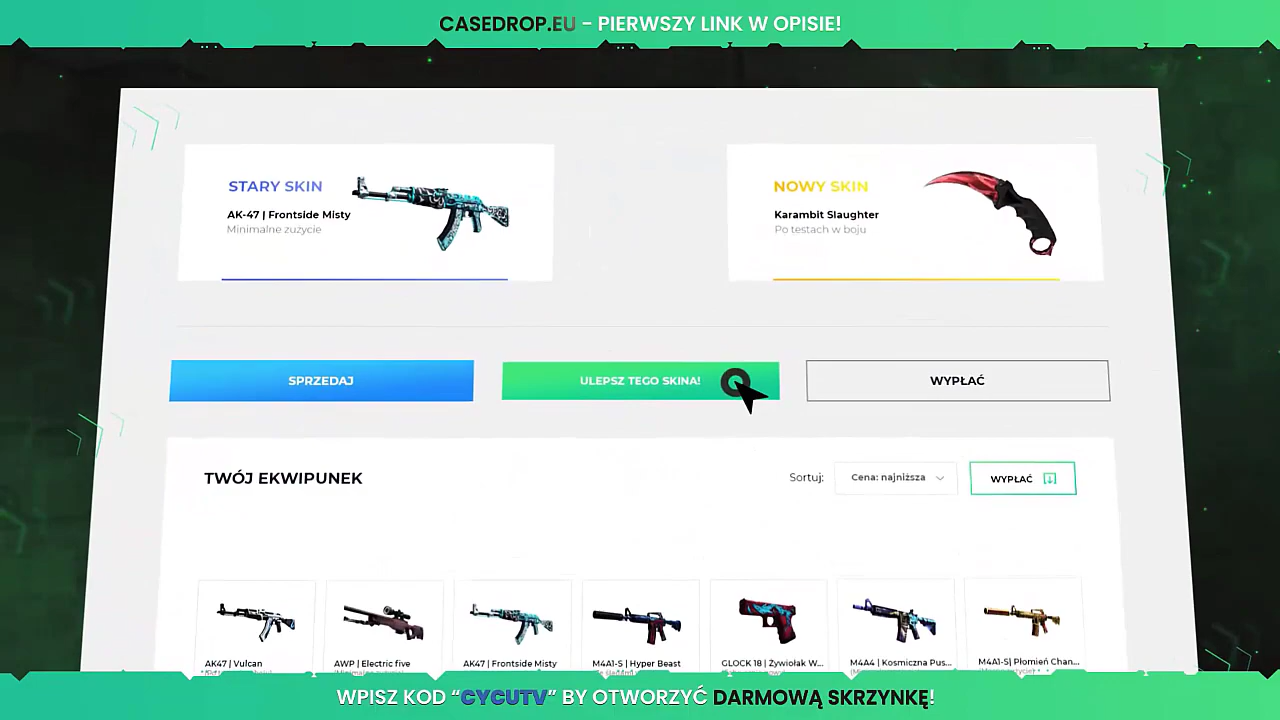 CASEDROP.EU - PIERWSZY LINK W OPISIE!
STARY SKIN
AK-47 | Frontside Misty
Minimalne zużycie
NOWY SKIN
Karambit Slaughter
Po testach w boju
SPRZEDAJ
ULEPSZ TEGO SKINA!
WYPŁAĆ
TWÓJ EKWIPUNEK
Sortuj:
Cena: najniższa
WYPŁAĆ
AK47 | Vulcan
AWP | Electric five
AK47 | Frontside Misty
M4A1-S | Hyper Beast
GLOCK 18 | Żywiołak W...
M4A4 | Kosmiczna Pus...
M4A1-S| Płomień Chan...
WPISZ KOD “CYCUTV“ BY OTWORZYĆ DARMOWĄ SKRZYNKĘ!